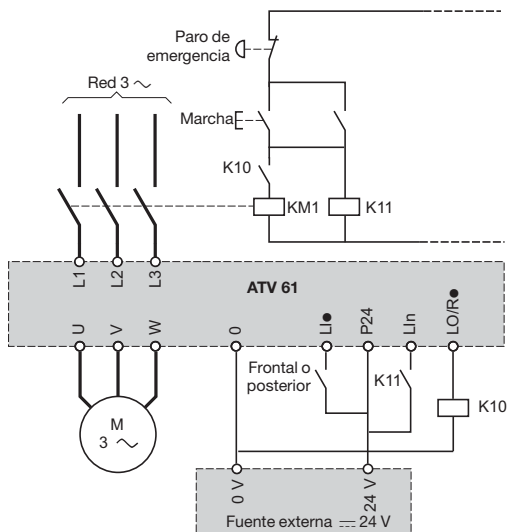 Paro de
emergencia
Red 3 ~
Marcha
K10
KM1
K11
L1
L2
L3
ATV 61
U
V
W
0
LI●
P24
LIn
LO/R●
Frontal o
posterior
K11
K10
M
3 ~
0 V
24 V
Fuente externa ⎓ 24 V